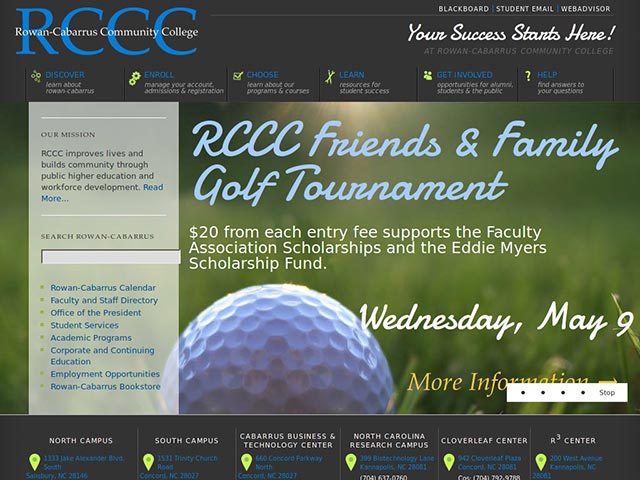 BLACKBOARD | STUDENT EMAIL | WEBADVISOR
RCCC
Rowan-Cabarrus Community College
Your Success Starts Here!
AT ROWAN-CABARRUS COMMUNITY COLLEGE
DISCOVER
learn about
rowan-cabarrus
ENROLL
manage your account,
admissions & registration
CHOOSE
learn about our
programs & courses
LEARN
resources for
student success
GET INVOLVED
opportunities for alumni,
students & the public
HELP
find answers to
your questions
OUR MISSION
RCCC improves lives and
builds community through
public higher education and
workforce development. Read
More...
SEARCH ROWAN-CABARRUS
Rowan-Cabarrus Calendar
Faculty and Staff Directory
Office of the President
Student Services
Academic Programs
Corporate and Continuing
Education
Employment Opportunities
Rowan-Cabarrus Bookstore
RCCC Friends & Family
Golf Tournament
$20 from each entry fee supports the Faculty
Association Scholarships and the Eddie Myers
Scholarship Fund.
Wednesday, May 9
More Information →
Stop
NORTH CAMPUS
1333 Jake Alexander Blvd.
South
Salisbury, NC 28146
SOUTH CAMPUS
1531 Trinity Church
Road
Concord, NC 28027
CABARRUS BUSINESS &
TECHNOLOGY CENTER
660 Concord Parkway
North
Concord, NC 28027
NORTH CAROLINA
RESEARCH CAMPUS
399 Biotechnology Lane
Kannapolis, NC 28081
(704) 637-0760
CLOVERLEAF CENTER
942 Cloverleaf Plaza
Concord, NC 28081
Cos: (704) 792-9788
R3 CENTER
200 West Avenue
Kannapolis, NC
28081